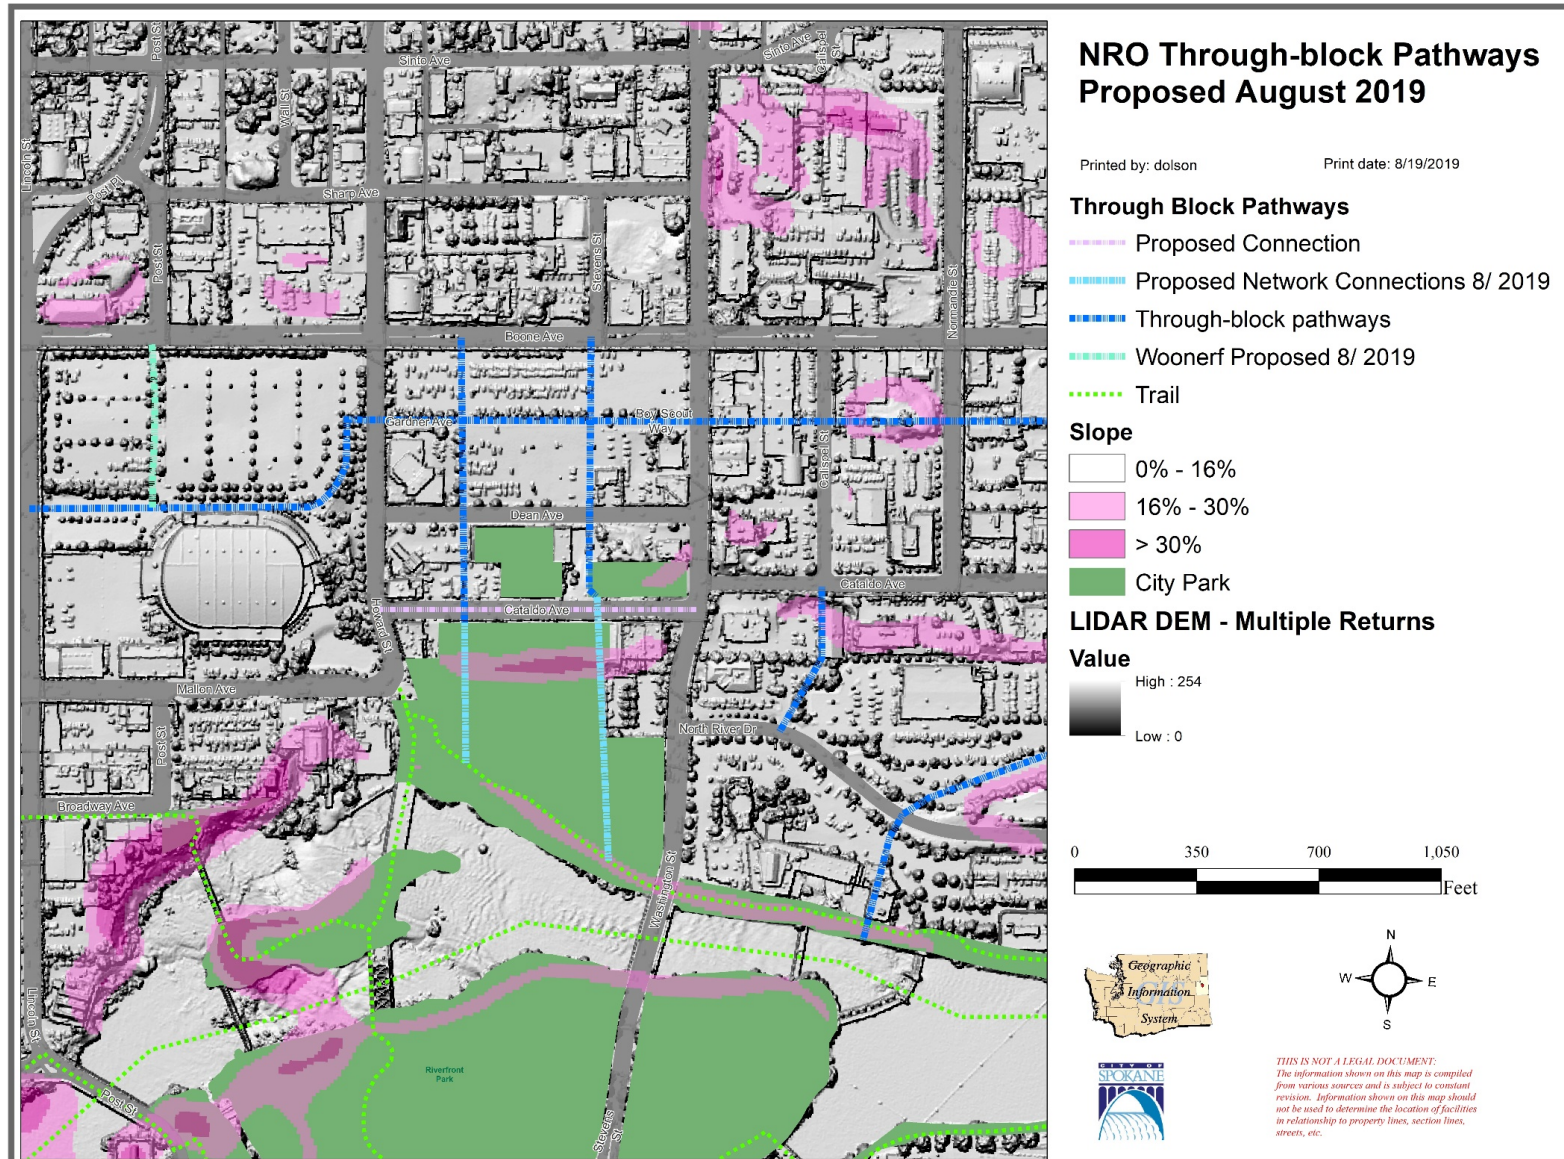 NRO Through-block Pathways
Proposed August 2019
Printed by: dolson
Print date: 8/19/2019
Through Block Pathways
Proposed Connection
Proposed Network Connections 8/ 2019
Through-block pathways
Woonerf Proposed 8/ 2019
Trail
Slope
0% - 16%
16% - 30%
> 30%
City Park
LIDAR DEM - Multiple Returns
Value
High : 254
Low : 0
0 350 700 1,050
Feet
N
W E
S
Geographic
Information
GIS
System
CITY OF
SPOKANE
THIS IS NOT A LEGAL DOCUMENT:
The information shown on this map is compiled
from various sources and is subject to constant
revision. Information shown on this map should
not be used to determine the location of facilities
in relationship to property lines, section lines,
streets, etc.
Post St
Sinto Ave
Sinto Ave
Calispel
St
Wall St
Lincoln St
Post Pl
Sharp Ave
Post St
Stevens St
Normandie St
Boone Ave
Gardner Ave
Boy Scout
Way
Calispel St
Dean Ave
Cataldo Ave
Cataldo Ave
Howard St
Mallon Ave
Post St
North River Dr
Broadway Ave
Washington St
Lincoln St
Riverfront
Park
Post St
Stevens
St